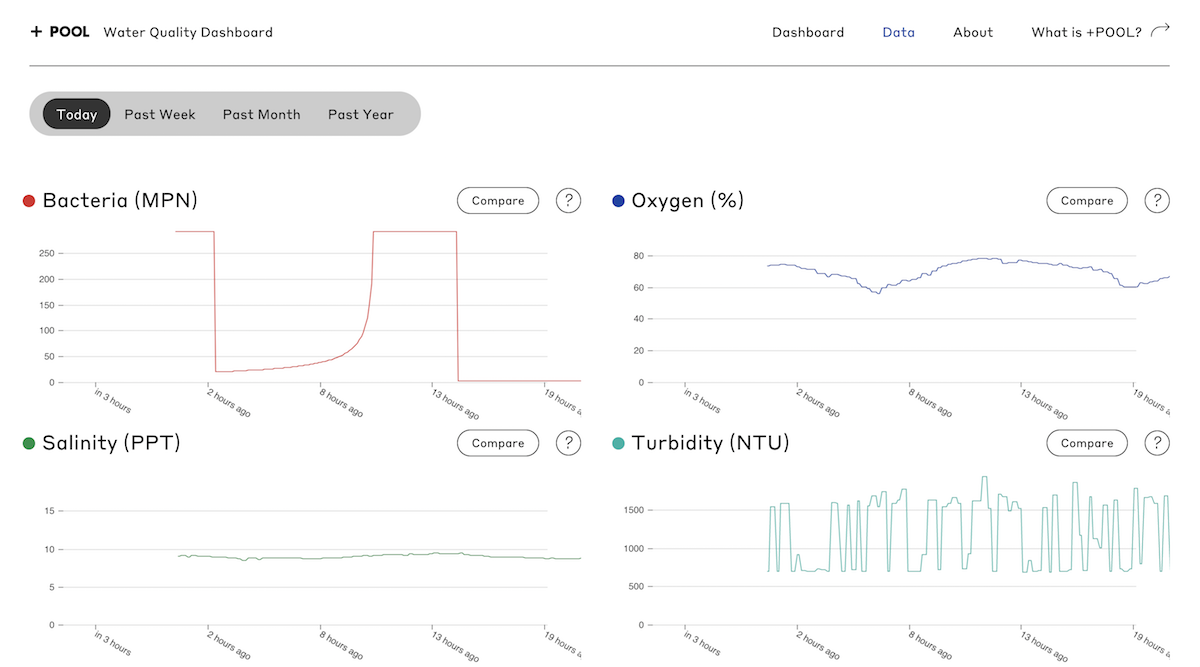 + POOL Water Quality Dashboard Dashboard Data About What is +POOL?
Today Past Week Past Month Past Year
Bacteria (MPN) Compare ?
250
200
150
100
50
0
in 3 hours 2 hours ago 8 hours ago 13 hours ago 19 hours
Oxygen (%) Compare ?
80
60
40
20
0
in 3 hours 2 hours ago 8 hours ago 13 hours ago 19 hours
Salinity (PPT) Compare ?
15
10
5
0
in 3 hours 2 hours ago 8 hours ago 13 hours ago 19 hours
Turbidity (NTU) Compare ?
1500
1000
500
0
in 3 hours 2 hours ago 8 hours ago 13 hours ago 19 hours